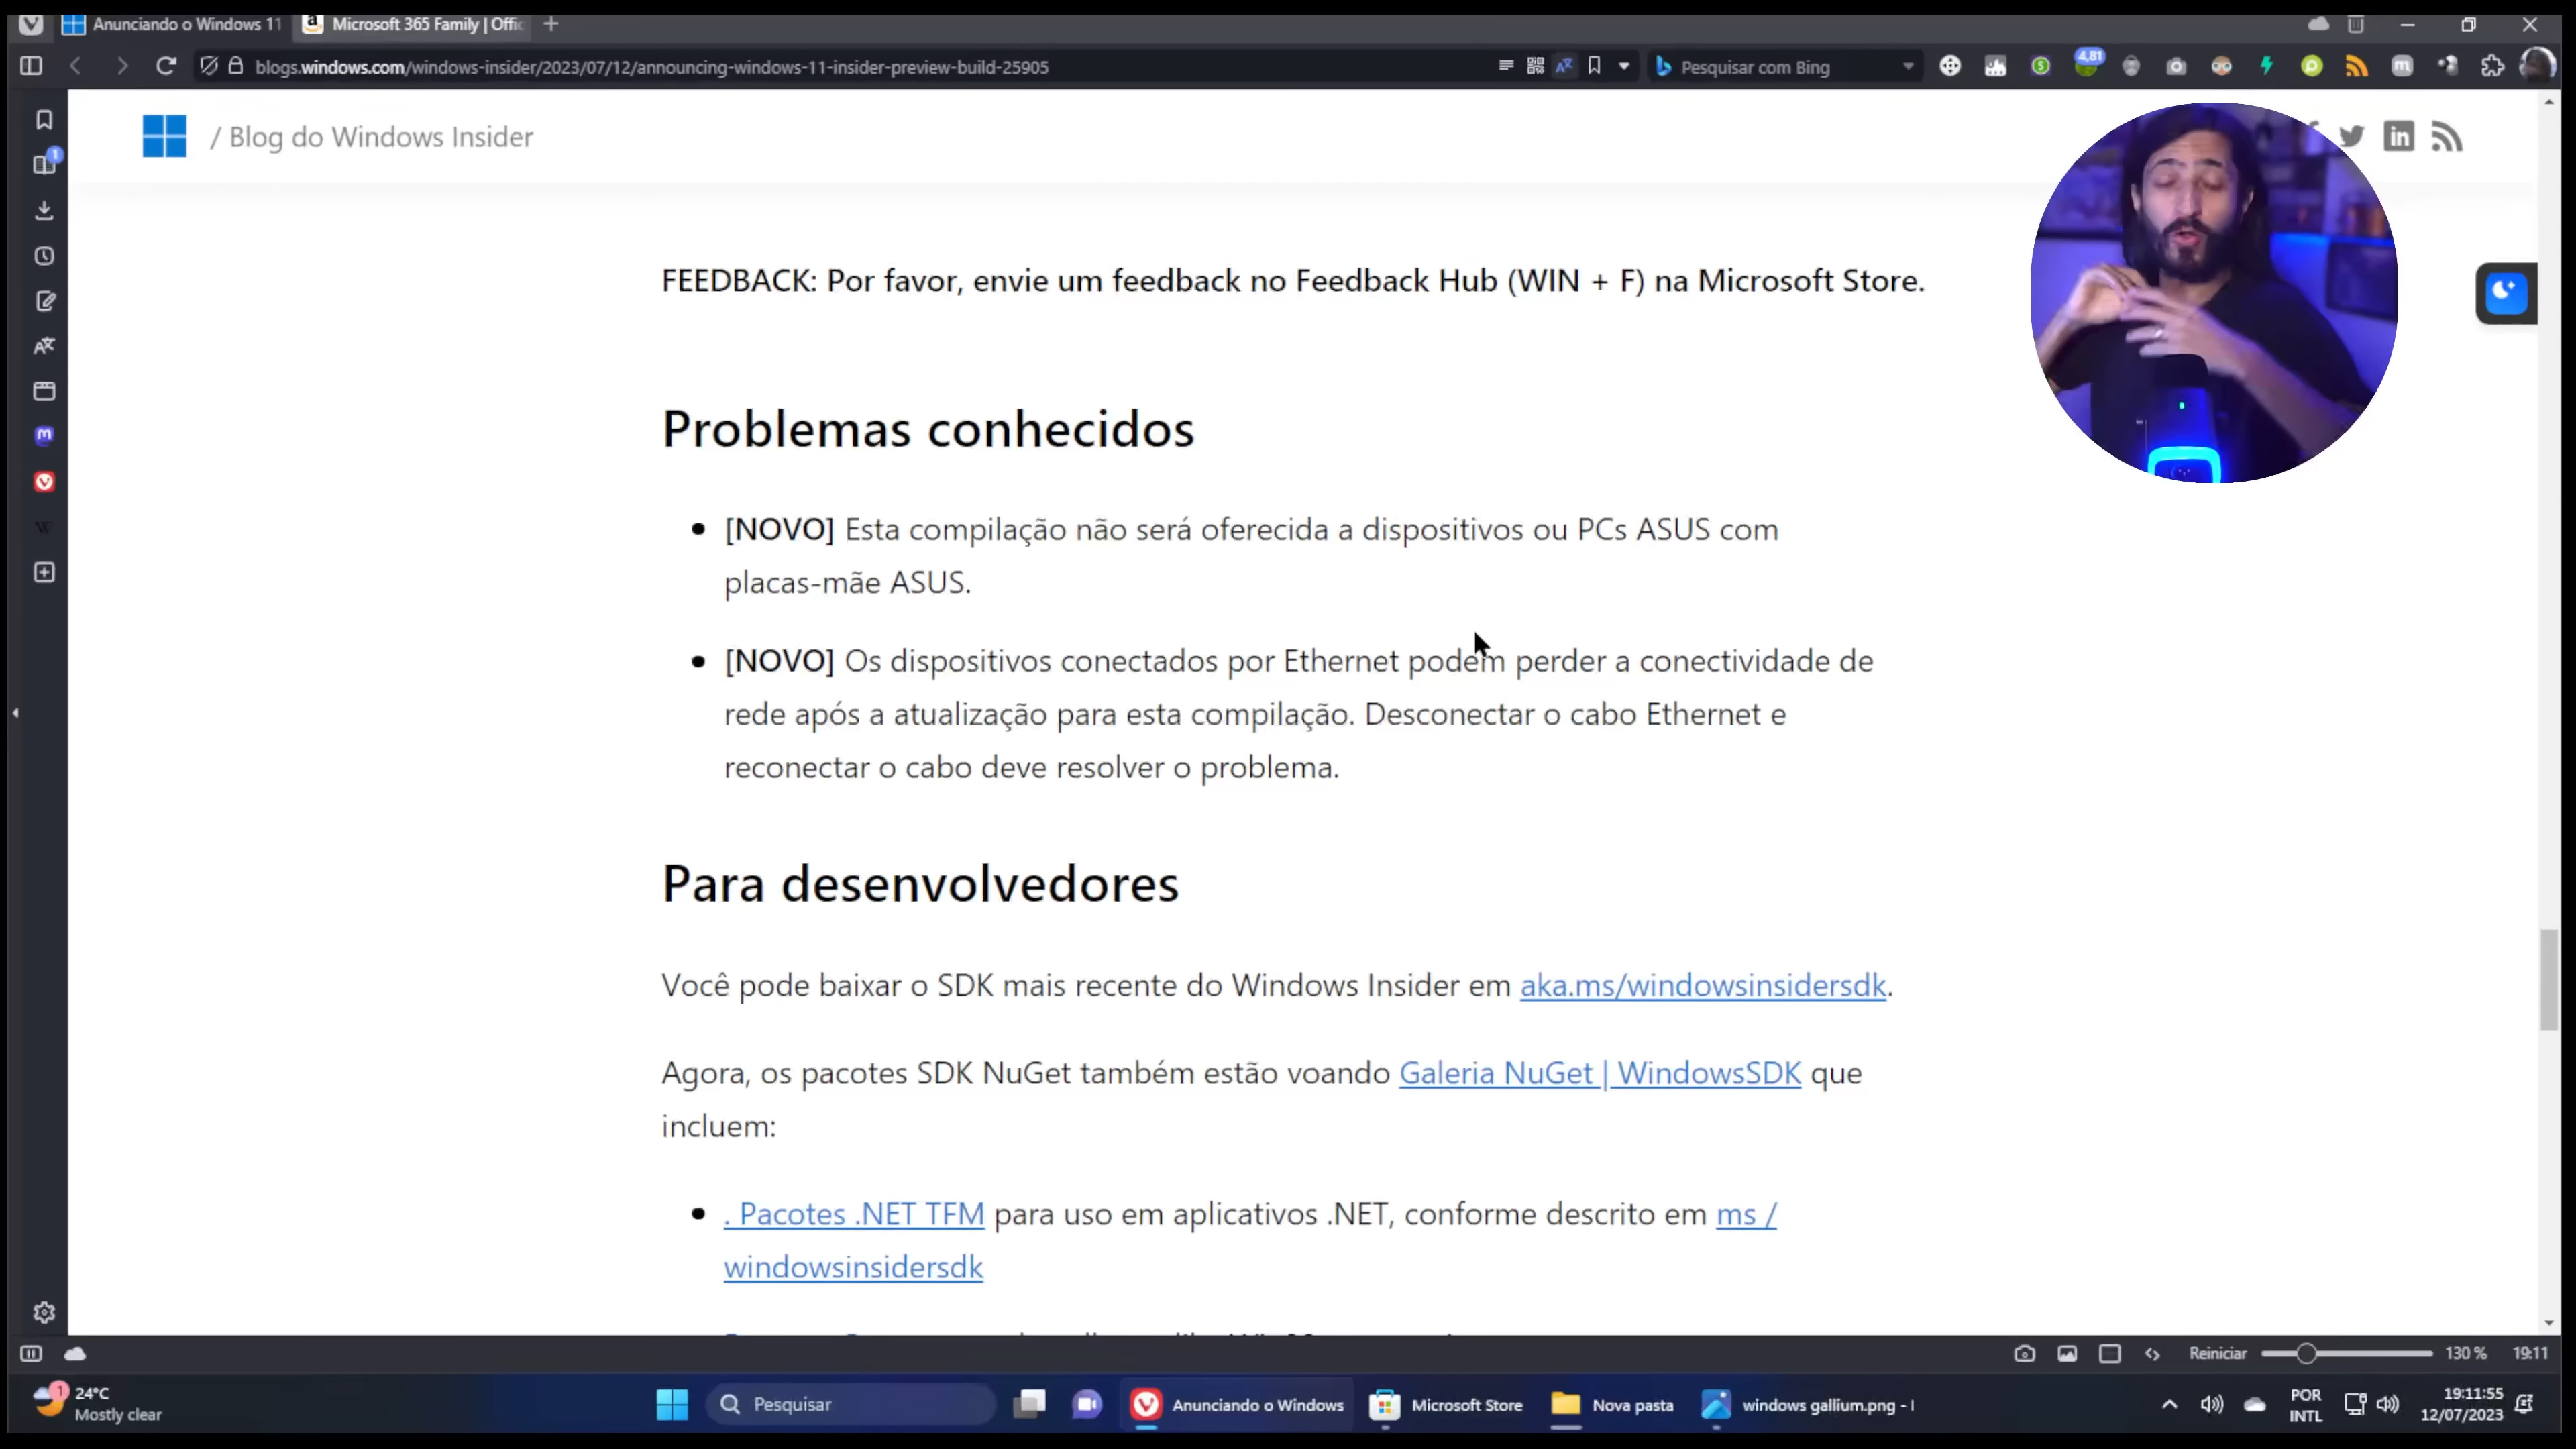 Anunciando o Windows 11
Microsoft 365 Family | Offic
blogs.windows.com/windows-insider/2023/07/12/announcing-windows-11-insider-preview-build-25905
Pesquisar com Bing
4,81
/ Blog do Windows Insider
in
1
FEEDBACK: Por favor, envie um feedback no Feedback Hub (WIN + F) na Microsoft Store.
Problemas conhecidos
[NOVO] Esta compilação não será oferecida a dispositivos ou PCs ASUS com
placas-mãe ASUS.
[NOVO] Os dispositivos conectados por Ethernet podem perder a conectividade de
rede após a atualização para esta compilação. Desconectar o cabo Ethernet e
reconectar o cabo deve resolver o problema.
Para desenvolvedores
Você pode baixar o SDK mais recente do Windows Insider em aka.ms/windowsinsidersdk.
Agora, os pacotes SDK NuGet também estão voando Galeria NuGet | WindowsSDK que
incluem:
. Pacotes .NET TFM para uso em aplicativos .NET, conforme descrito em ms /
windowsinsidersdk
Reiniciar 130 % 19:11
1
24°C
Mostly clear
Pesquisar
Anunciando o Windows
Microsoft Store
Nova pasta
windows gallium.png - I
POR
INTL
19:11:55
12/07/2023